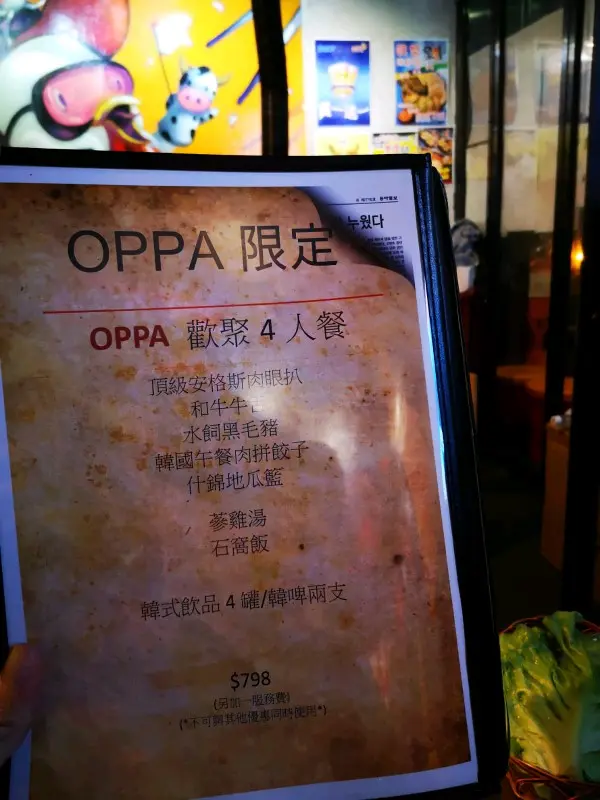 누웠다
OPPA 限定
OPPA 歡聚 4 人餐
頂級安格斯肉眼扒
和牛牛舌
水飼黑毛豬
韓國午餐肉拼餃子
什錦地瓜籃
蔘雞湯
石窩飯
韓式飲品 4 罐/韓啤兩支
$798
(另加一服務費)
(*不可與其他優惠同時使用*)